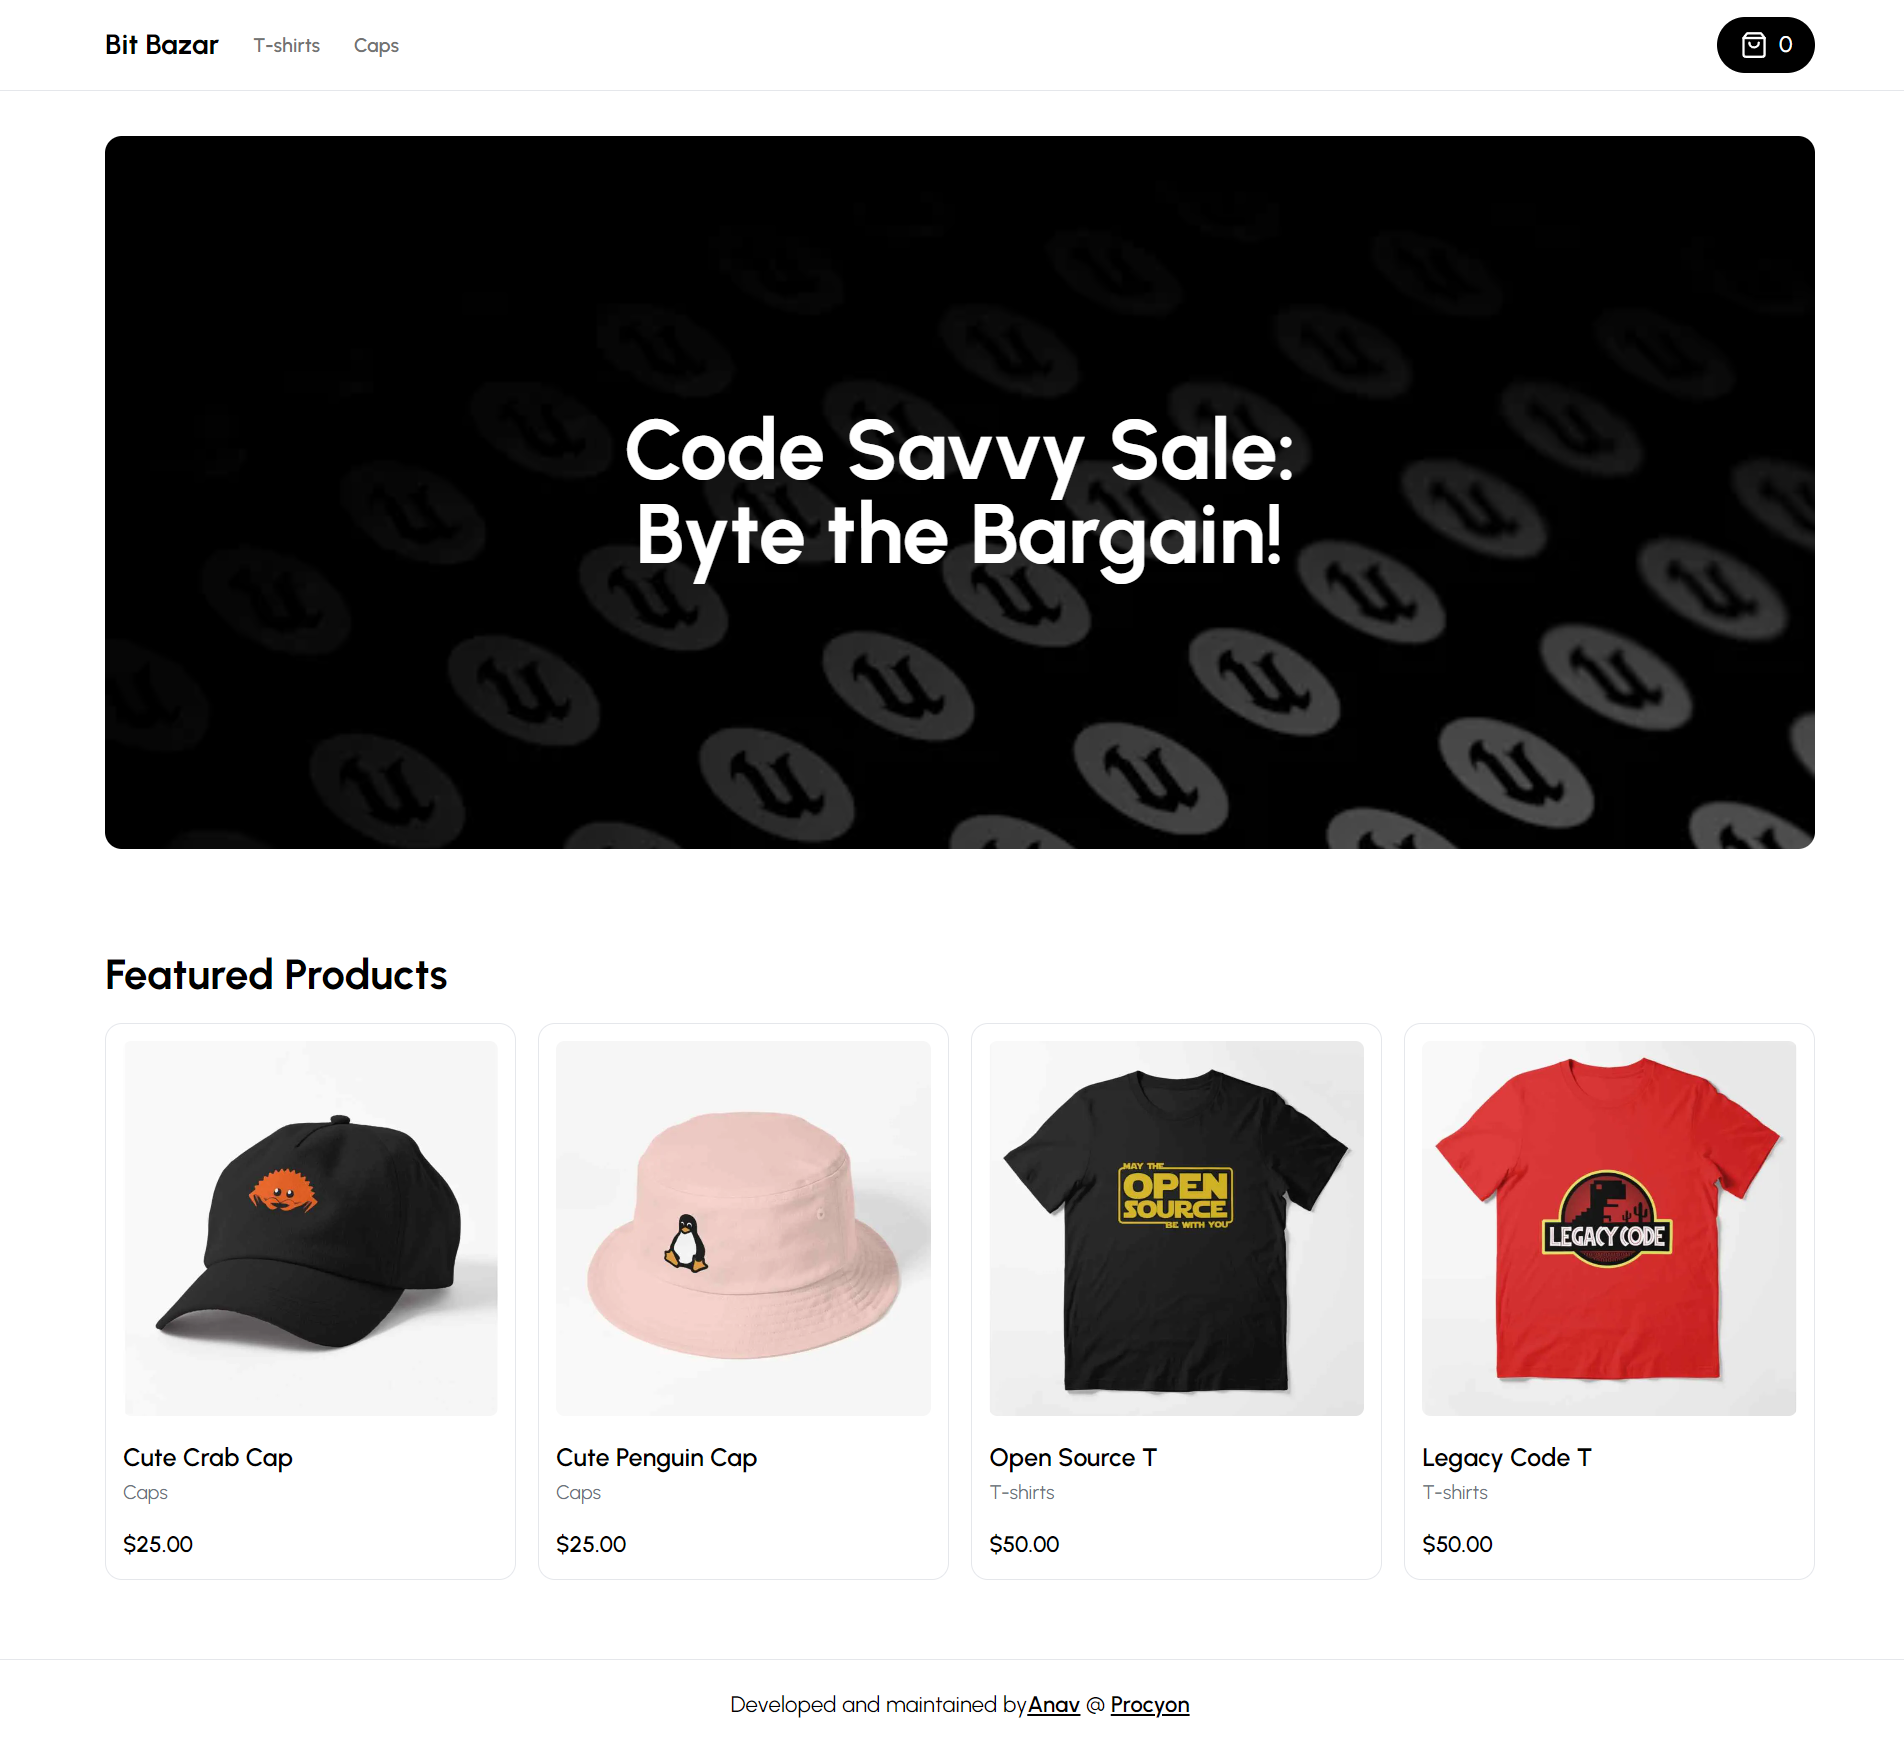 Bit Bazar
T-shirts
Caps
0
Code Savvy Sale:
Byte the Bargain!
Featured Products
MAY THE
OPEN
SOURCE
BE WITH YOU
LEGACY CODE
Cute Crab Cap
Caps
$25.00
Cute Penguin Cap
Caps
$25.00
Open Source T
T-shirts
$50.00
Legacy Code T
T-shirts
$50.00
Developed and maintained byAnav @ Procyon